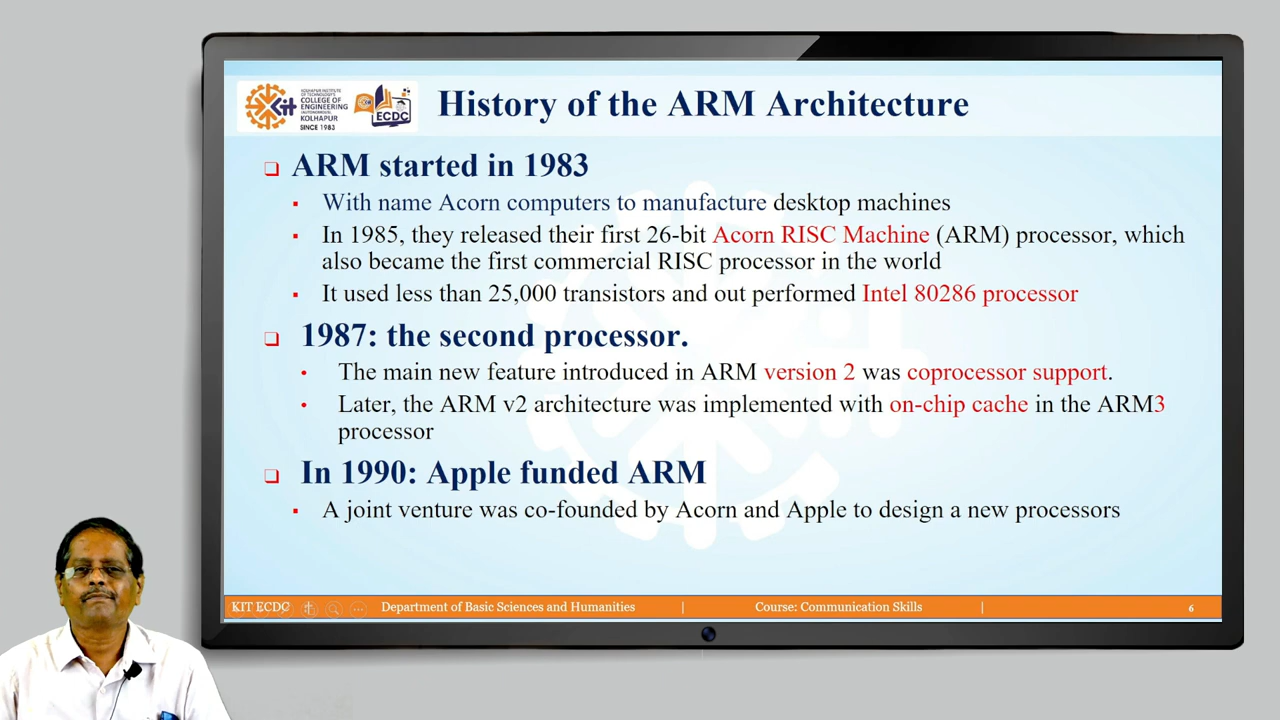 KOLHAPUR INSTITUTE
OF TECHNOLOGY'S
COLLEGE OF
ENGINEERING
(AUTONOMOUS),
KOLHAPUR
SINCE 1983
Kit
ECDC
History of the ARM Architecture
ARM started in 1983
With name Acorn computers to manufacture desktop machines
In 1985, they released their first 26-bit Acorn RISC Machine (ARM) processor, which
also became the first commercial RISC processor in the world
It used less than 25,000 transistors and out performed Intel 80286 processor
1987: the second processor.
The main new feature introduced in ARM version 2 was coprocessor support.
Later, the ARM v2 architecture was implemented with on-chip cache in the ARM3
processor
In 1990: Apple funded ARM
A joint venture was co-founded by Acorn and Apple to design a new processors
KIT ECDC Department of Basic Sciences and Humanities | Course: Communication Skills | 6